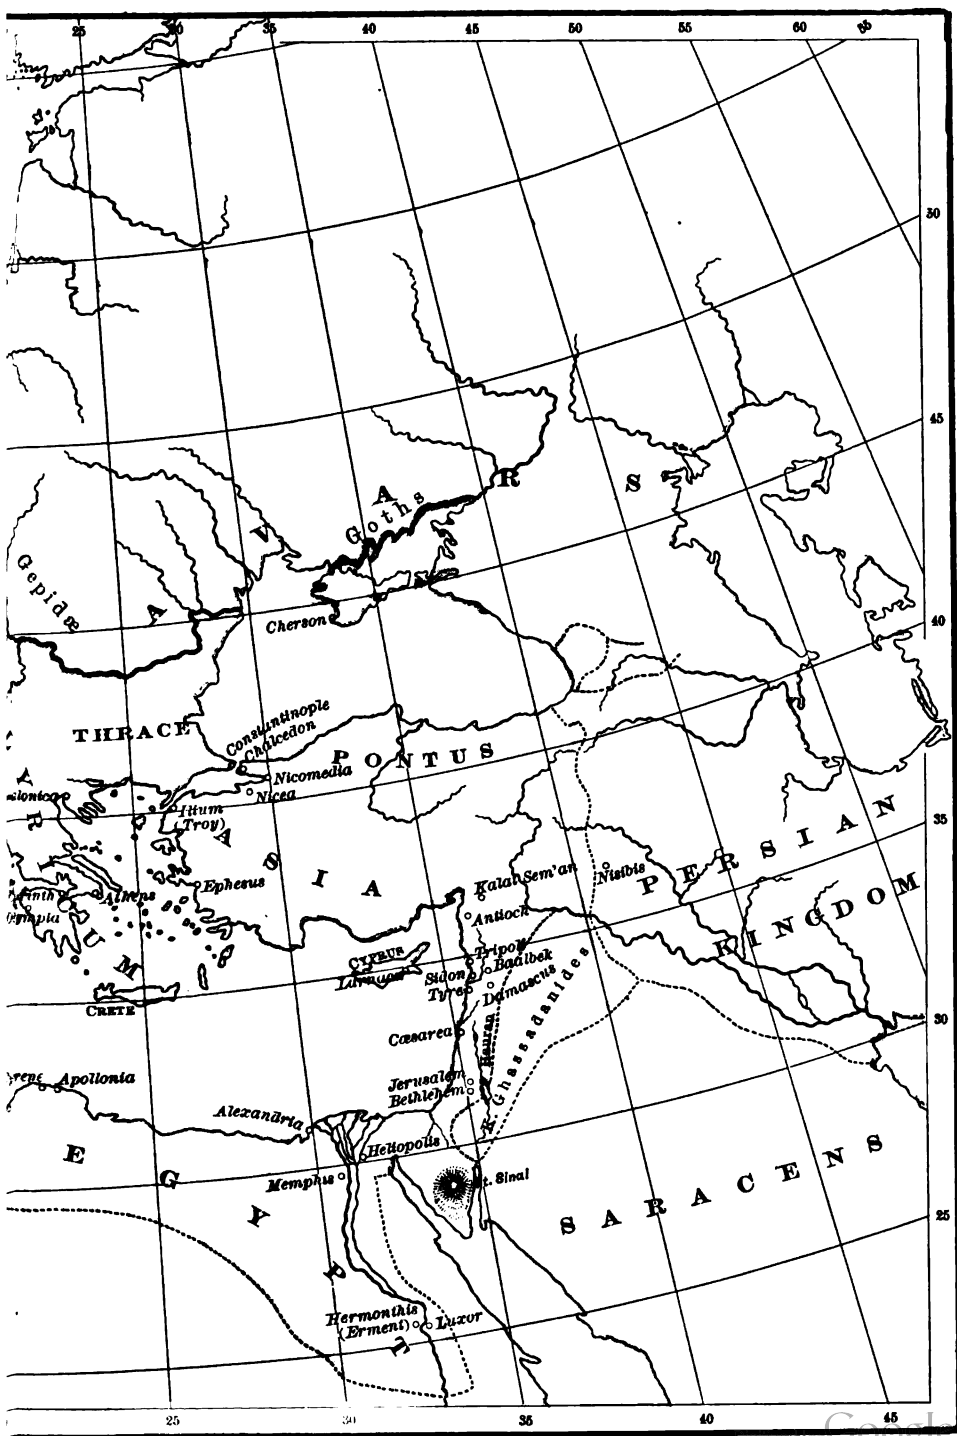 25 30 35 40 45 50 55 60 65
50
45
40
35
30
25
AVARS
Goths
Gepidæ
Cherson
THRACE
Constantinople
Chalcedon
PONTUS
Nicomedia
Nicea
Ilium
(Troy)
ASIA
Ephesus
Athens
Kalat Sem'an
Nisibis
PERSIAN
KINGDOM
Antioch
CYPRUS
Tripoli
Baalbek
Sidon
Damascus
Tyre
CRETE
Cæsarea
Hauran
K. Ghassadanides
Jerusalem
Bethlehem
Apollonia
Alexandria
Heliopolis
Memphis
Mt. Sinai
EGYPT
SARACENS
Hermonthis
(Erment)
Luxor
25 30 35 40 45
Google